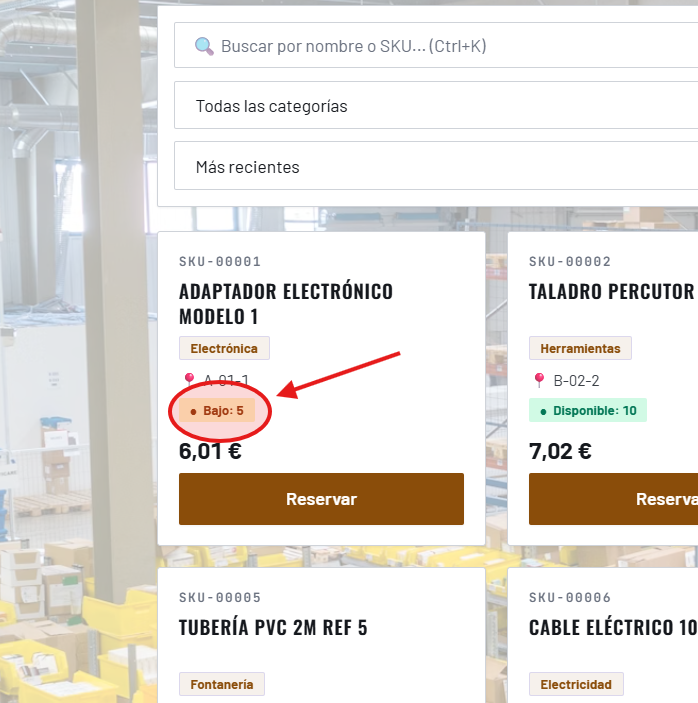 Buscar por nombre o SKU... (Ctrl+K)
Todas las categorías
Más recientes
SKU-00001
ADAPTADOR ELECTRÓNICO
MODELO 1
Electrónica
A-01-1
Bajo: 5
6,01 €
Reservar
SKU-00002
TALADRO PERCUTOR
Herramientas
B-02-2
Disponible: 10
7,02 €
Reserva
SKU-00005
TUBERÍA PVC 2M REF 5
Fontanería
SKU-00006
CABLE ELÉCTRICO 10
Electricidad